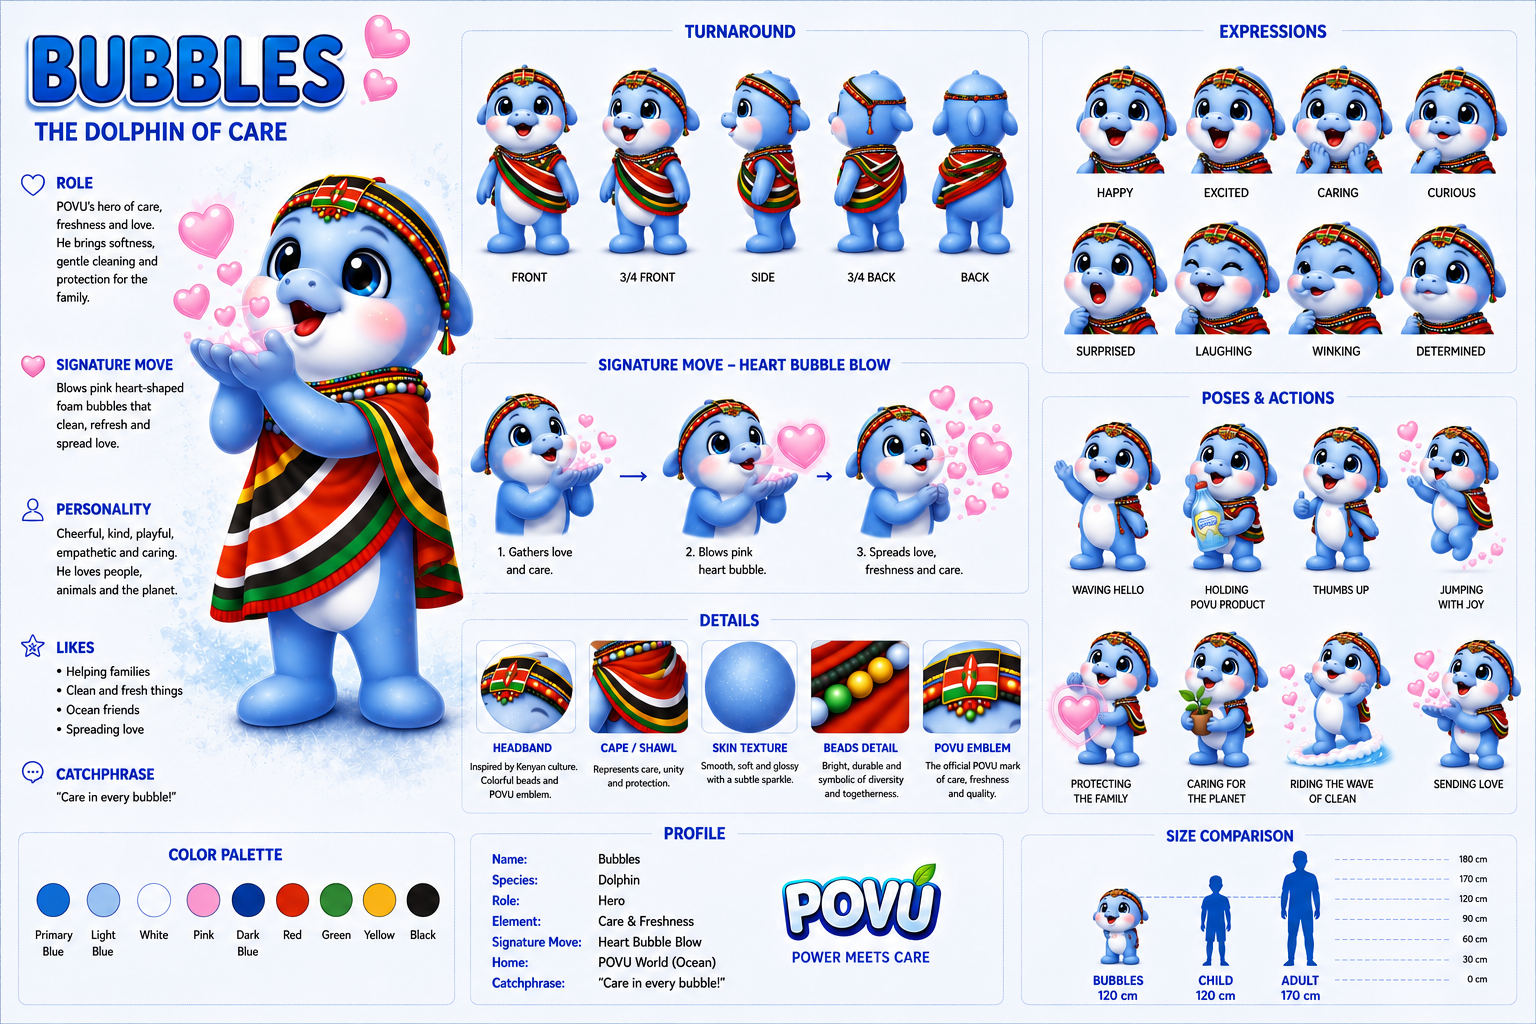 BUBBLES
THE DOLPHIN OF CARE
ROLE
POVU's hero of care,
freshness and love.
He brings softness,
gentle cleaning and
protection for the
family.
SIGNATURE MOVE
Blows pink heart-shaped
foam bubbles that
clean, refresh and
spread love.
PERSONALITY
Cheerful, kind, playful,
empathetic and caring.
He loves people,
animals and the planet.
LIKES
• Helping families
• Clean and fresh things
• Ocean friends
• Spreading love
CATCHPHRASE
"Care in every bubble!"
TURNAROUND
FRONT
3/4 FRONT
SIDE
3/4 BACK
BACK
SIGNATURE MOVE – HEART BUBBLE BLOW
1. Gathers love
and care.
2. Blows pink
heart bubble.
3. Spreads love,
freshness and care.
DETAILS
HEADBAND
Inspired by Kenyan culture.
Colorful beads and
POVU emblem.
CAPE / SHAWL
Represents care, unity
and protection.
SKIN TEXTURE
Smooth, soft and glossy
with a subtle sparkle.
BEADS DETAIL
Bright, durable and
symbolic of diversity
and togetherness.
POVU EMBLEM
The official POVU mark
of care, freshness
and quality.
EXPRESSIONS
HAPPY
EXCITED
CARING
CURIOUS
SURPRISED
LAUGHING
WINKING
DETERMINED
POSES & ACTIONS
WAVING HELLO
HOLDING
POVU PRODUCT
THUMBS UP
JUMPING
WITH JOY
PROTECTING
THE FAMILY
CARING FOR
THE PLANET
RIDING THE WAVE
OF CLEAN
SENDING LOVE
COLOR PALETTE
Primary
Blue
Light
Blue
White
Pink
Dark
Blue
Red
Green
Yellow
Black
PROFILE
Name: Bubbles
Species: Dolphin
Role: Hero
Element: Care & Freshness
Signature Move: Heart Bubble Blow
Home: POVU World (Ocean)
Catchphrase: "Care in every bubble!"
POVU
POWER MEETS CARE
SIZE COMPARISON
180 cm
170 cm
120 cm
90 cm
60 cm
30 cm
0 cm
BUBBLES
120 cm
CHILD
120 cm
ADULT
170 cm